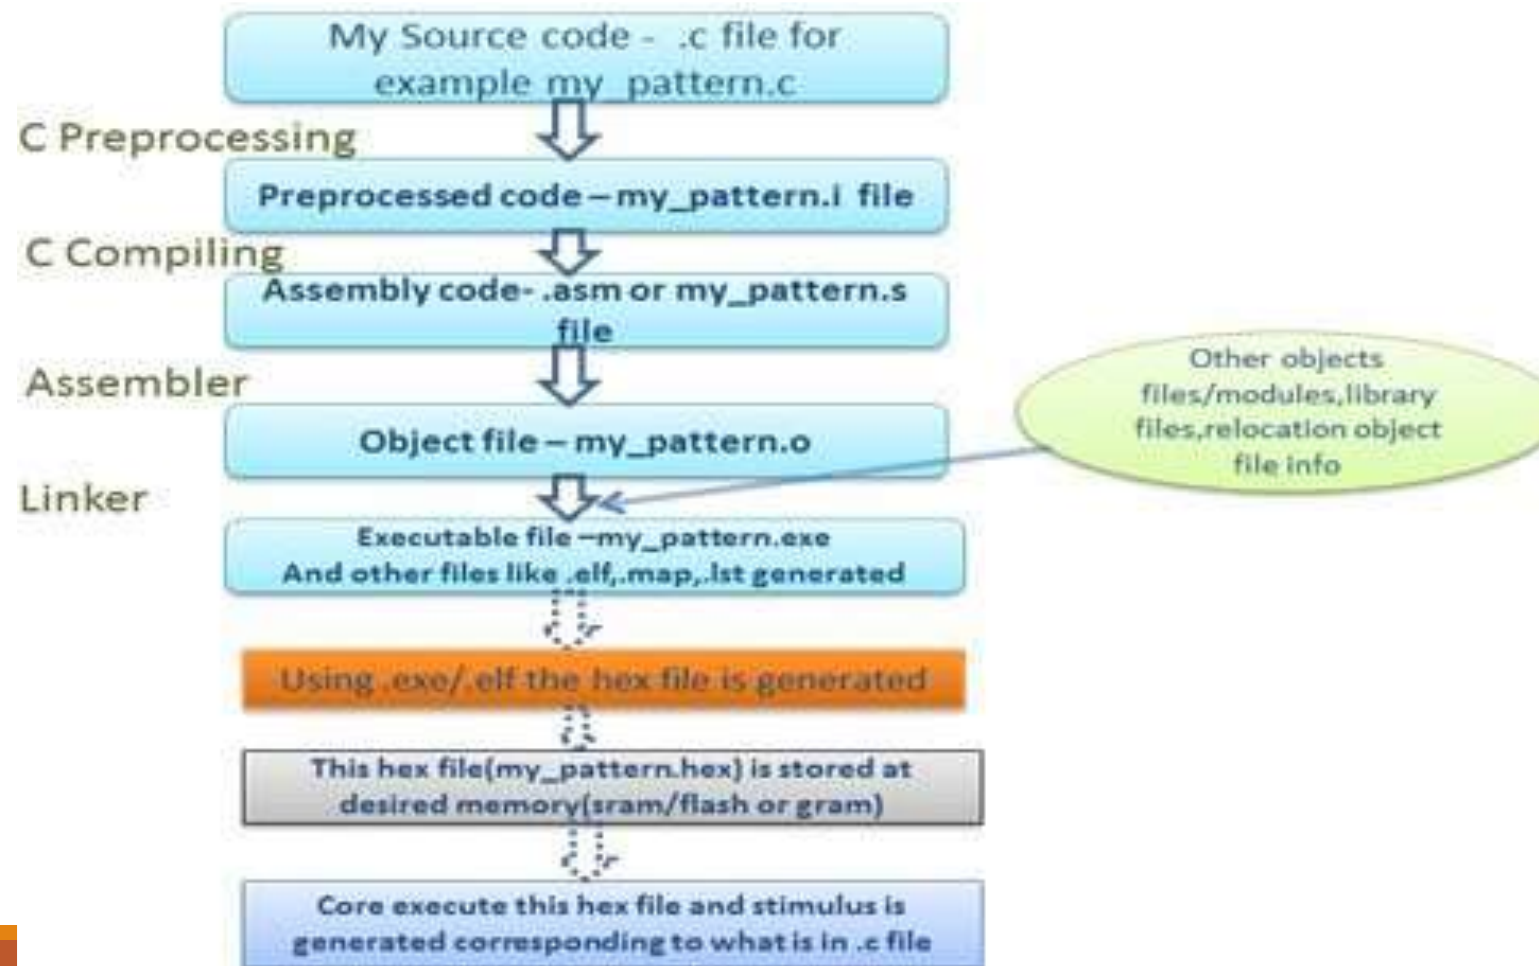 My Source code - .c file for
example my_pattern.c
C Preprocessing
Preprocessed code – my_pattern.i file
C Compiling
Assembly code- .asm or my_pattern.s
file
Assembler
Object file – my_pattern.o
Other objects
files/modules,library
files,relocation object
file info
Linker
Executable file –my_pattern.exe
And other files like .elf,.map,.lst generated
Using .exe/.elf the hex file is generated
This hex file(my_pattern.hex) is stored at
desired memory(sram/flash or gram)
Core execute this hex file and stimulus is
generated corresponding to what is in .c file